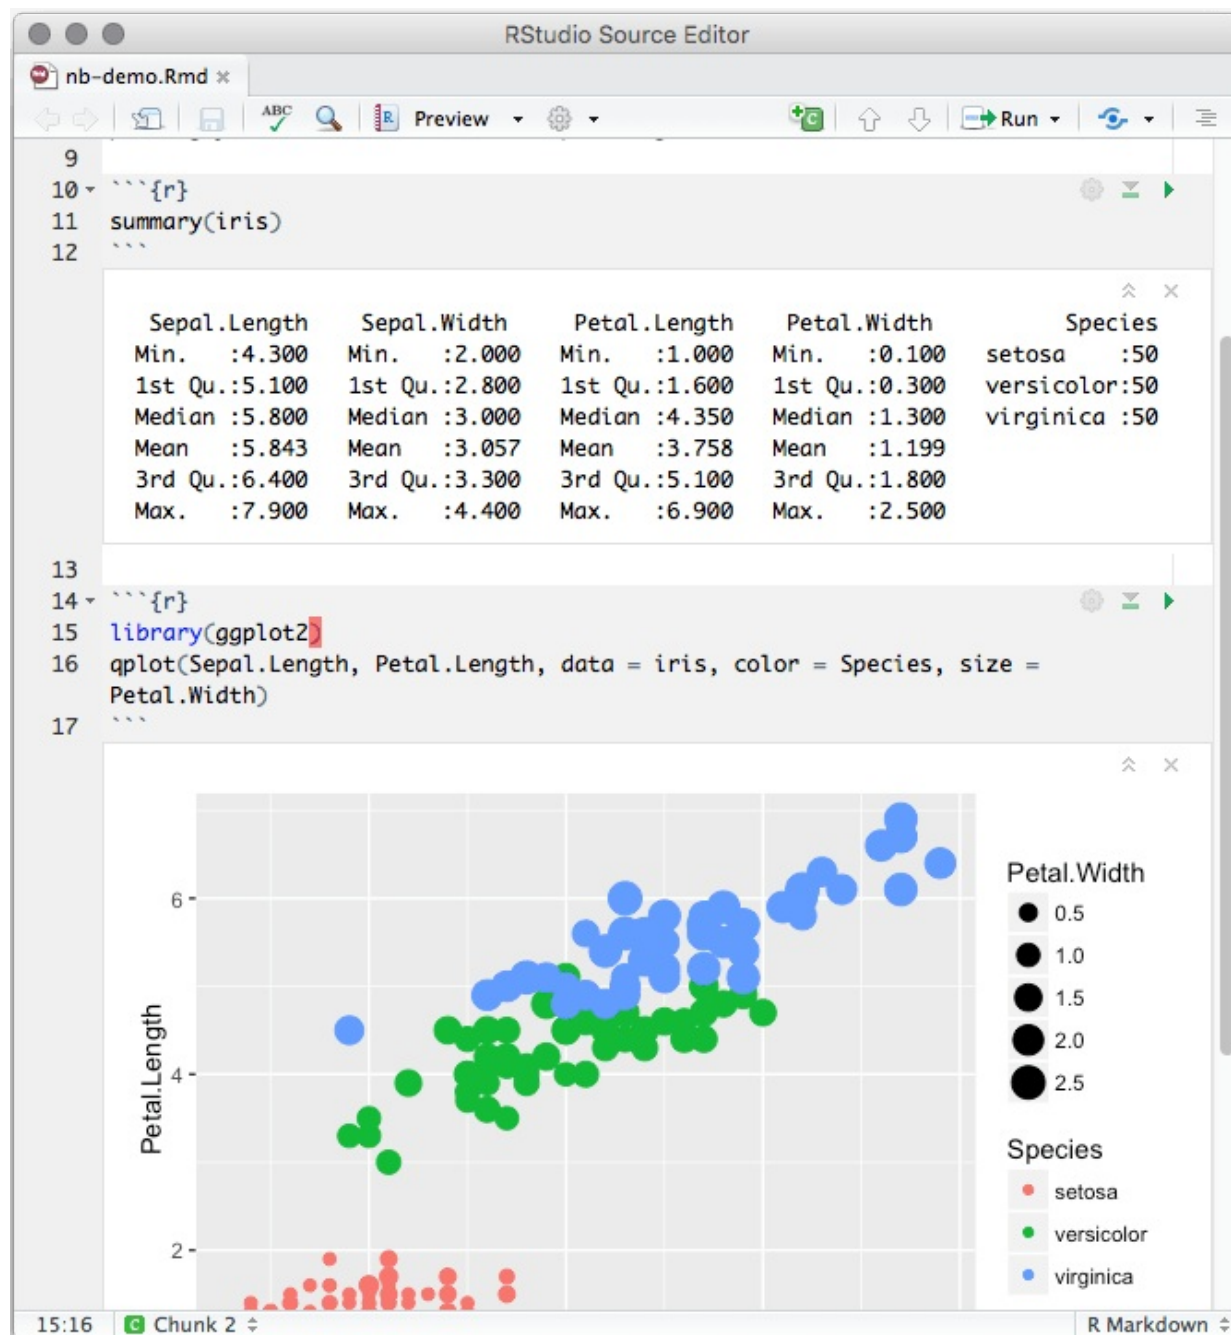 RStudio Source Editor
nb-demo.Rmd
ABC Preview Run
9
10 ```{r}
11 summary(iris)
12 ```
Sepal.Length Sepal.Width Petal.Length Petal.Width Species
Min. :4.300 Min. :2.000 Min. :1.000 Min. :0.100 setosa :50
1st Qu.:5.100 1st Qu.:2.800 1st Qu.:1.600 1st Qu.:0.300 versicolor:50
Median :5.800 Median :3.000 Median :4.350 Median :1.300 virginica :50
Mean :5.843 Mean :3.057 Mean :3.758 Mean :1.199
3rd Qu.:6.400 3rd Qu.:3.300 3rd Qu.:5.100 3rd Qu.:1.800
Max. :7.900 Max. :4.400 Max. :6.900 Max. :2.500
13
14 ```{r}
15 library(ggplot2)
16 qplot(Sepal.Length, Petal.Length, data = iris, color = Species, size =
Petal.Width)
17 ```
Petal.Length
6
4
2
Petal.Width
0.5
1.0
1.5
2.0
2.5
Species
setosa
versicolor
virginica
15:16 C Chunk 2 R Markdown